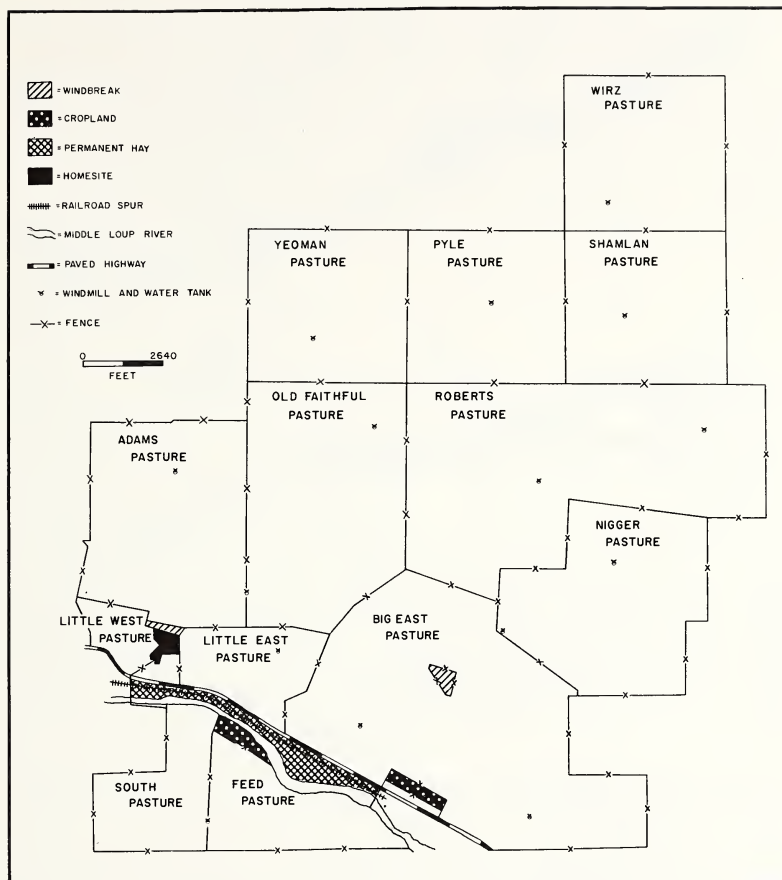 = WINDBREAK
= CROPLAND
= PERMANENT HAY
= HOMESITE
= RAILROAD SPUR
= MIDDLE LOUP RIVER
= PAVED HIGHWAY
= WINDMILL AND WATER TANK
-X- = FENCE
0 2640
FEET
WIRZ
PASTURE
YEOMAN
PASTURE
PYLE
PASTURE
SHAMLAN
PASTURE
OLD FAITHFUL
PASTURE
ROBERTS
PASTURE
ADAMS
PASTURE
NIGGER
PASTURE
LITTLE WEST
PASTURE
LITTLE EAST
PASTURE
BIG EAST
PASTURE
SOUTH
PASTURE
FEED
PASTURE